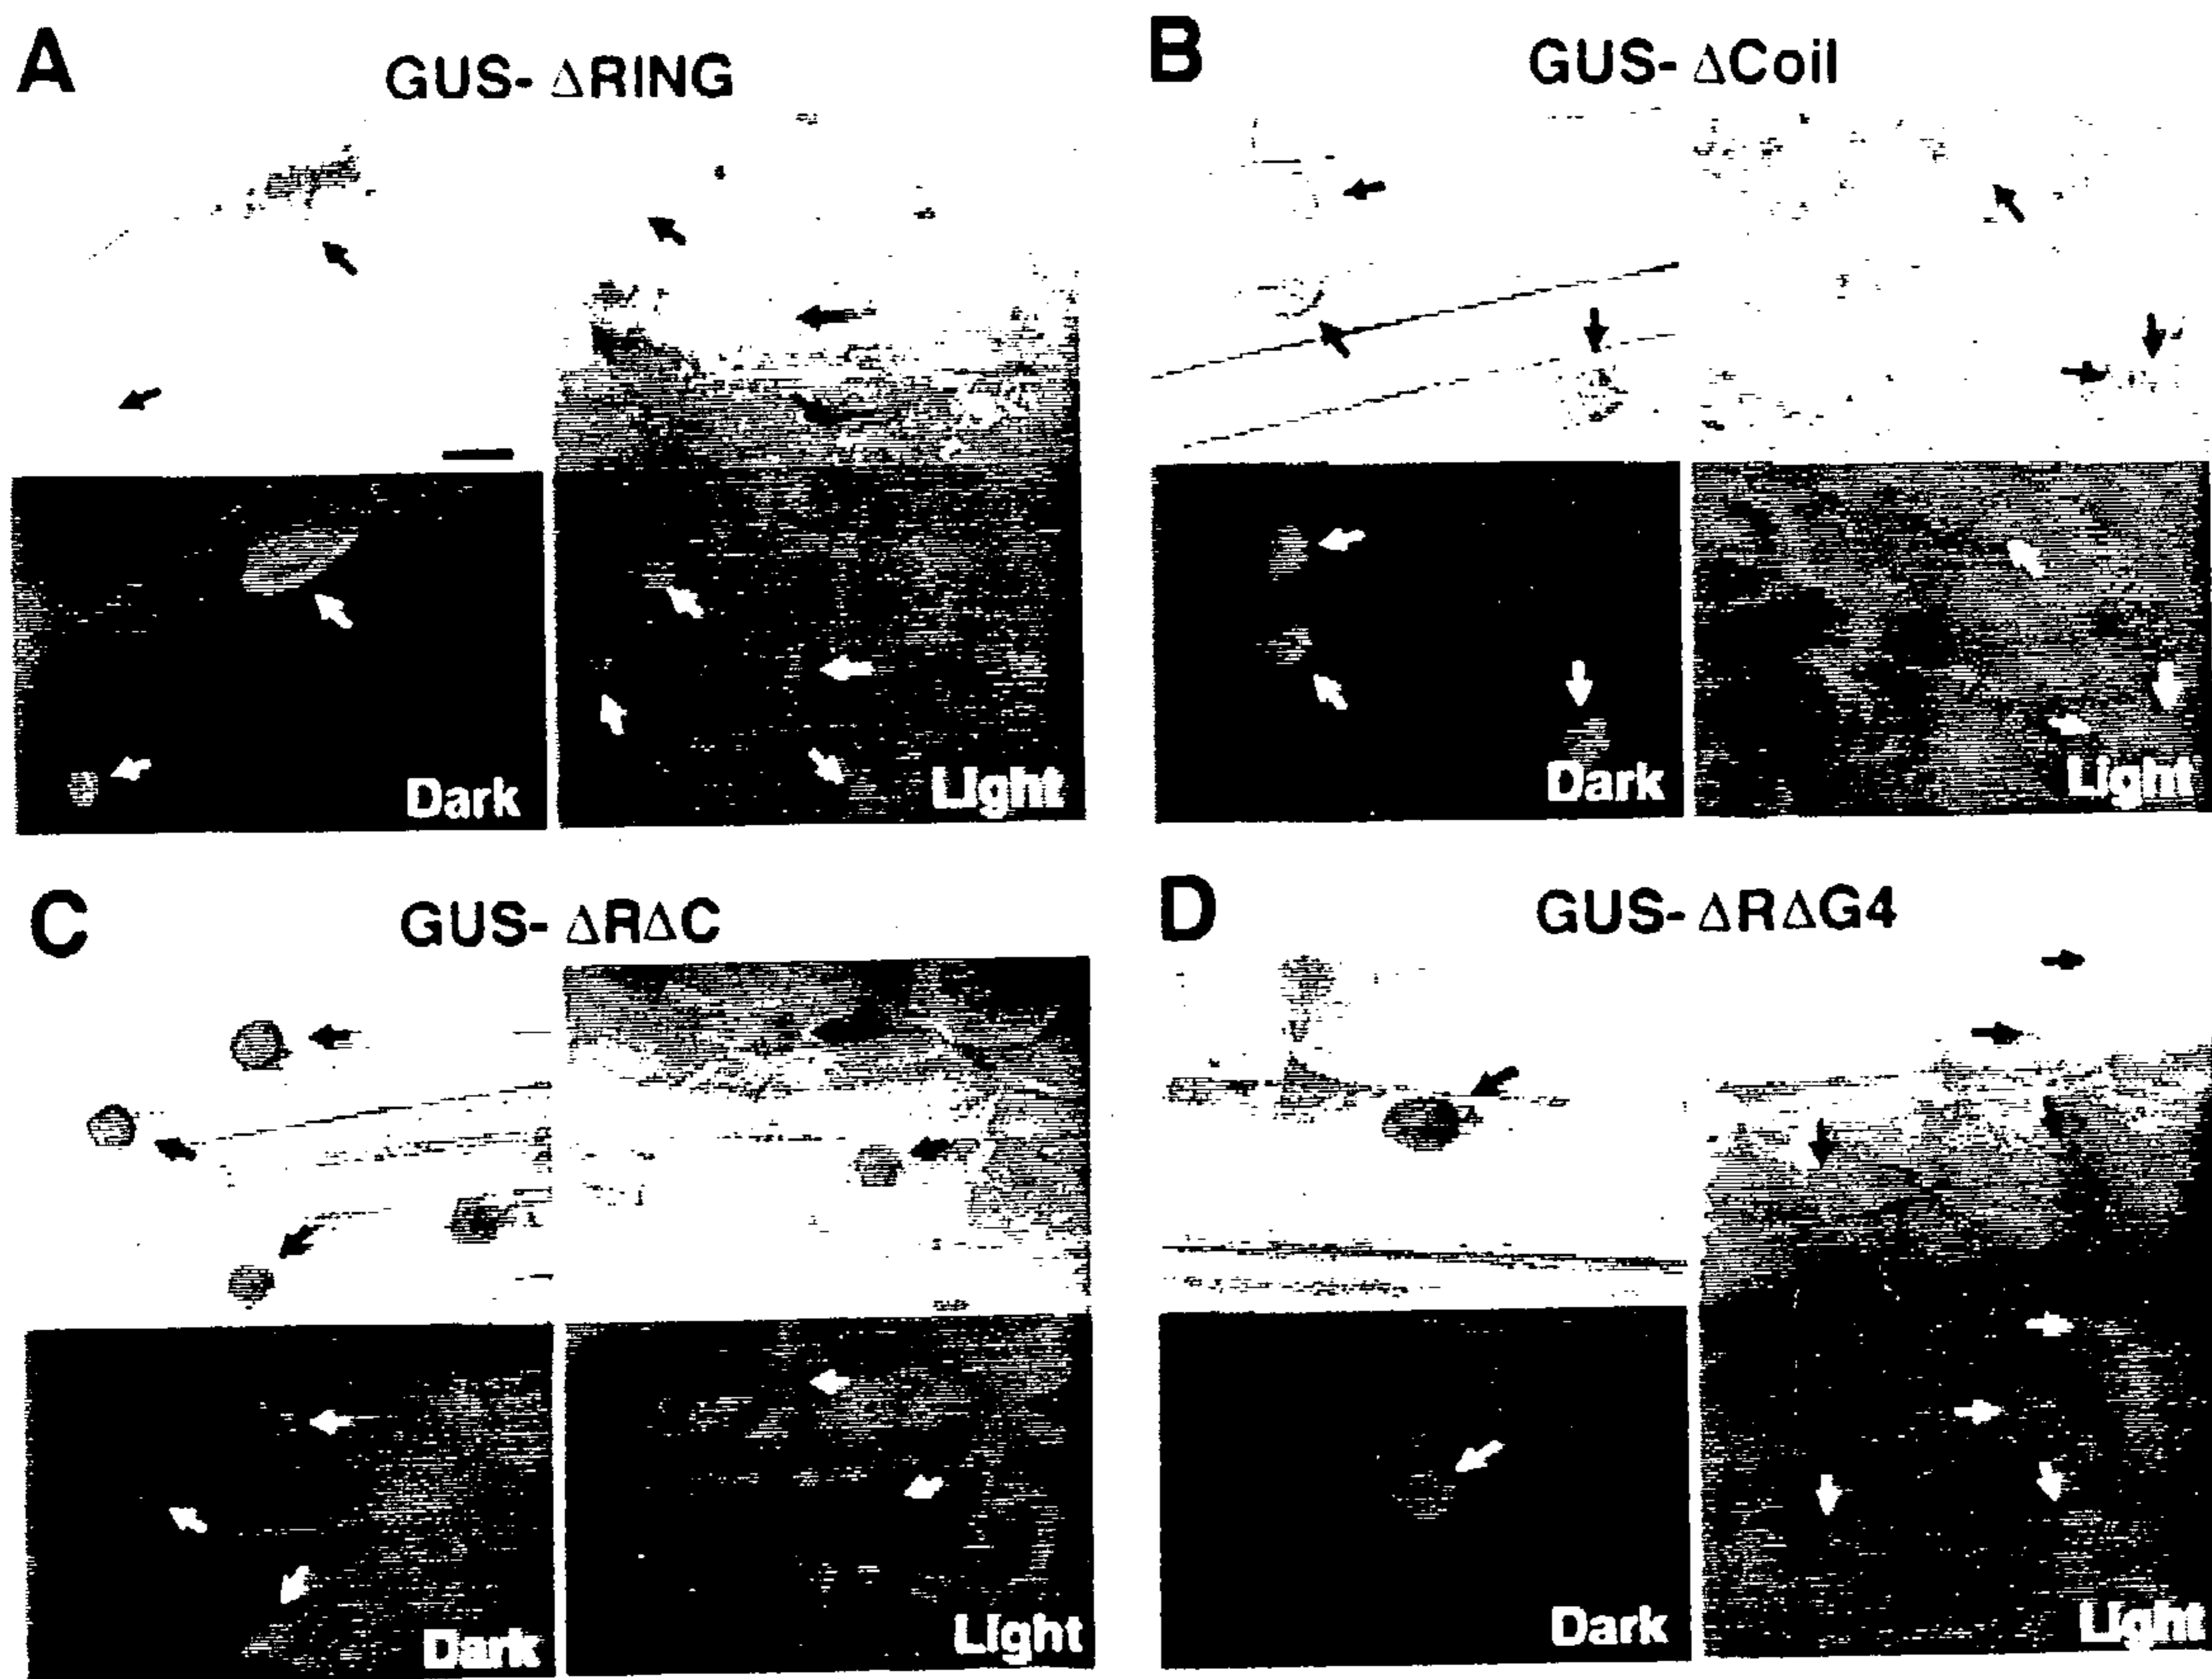 A
GUS- ΔRING
Dark
Light
B
GUS- ΔCoil
Dark
Light
C
GUS- ΔRΔC
Dark
Light
D
GUS- ΔRΔG4
Dark
Light